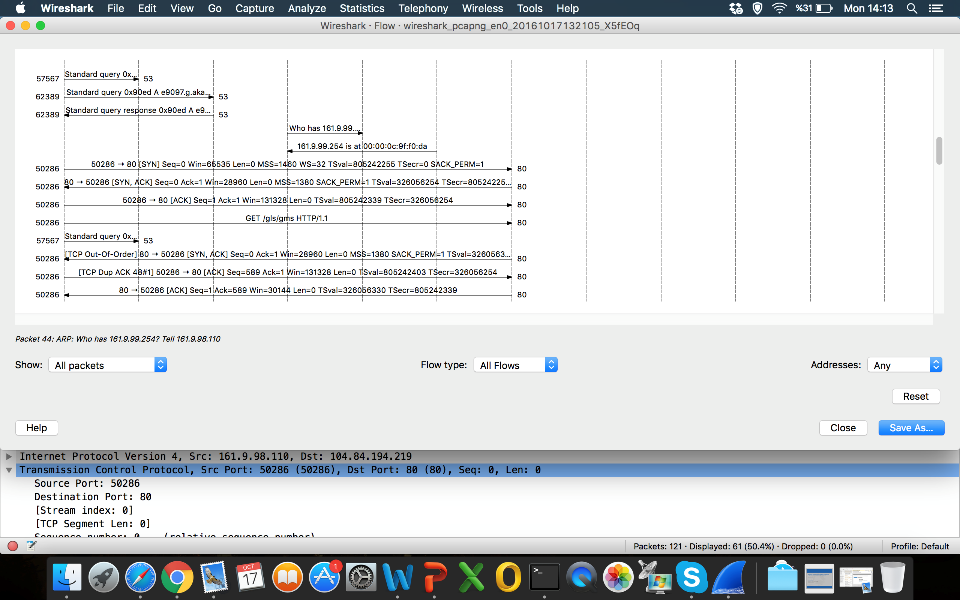 Wireshark File Edit View Go Capture Analyze Statistics Telephony Wireless Tools Help %31 Mon 14:13
Wireshark · Flow · wireshark_pcapng_en0_20161017132105_X5fEOq
57567 Standard query 0x... 53
62389 Standard query 0x90ed A e9097.g.aka... 53
62389 Standard query response 0x90ed A e9... 53
Who has 161.9.99...
161.9.99.254 is at 00:00:0c:9f:f0:da
50286 50286 → 80 [SYN] Seq=0 Win=65535 Len=0 MSS=1460 WS=32 TSval=805242255 TSecr=0 SACK_PERM=1 80
50286 80 → 50286 [SYN, ACK] Seq=0 Ack=1 Win=28960 Len=0 MSS=1380 SACK_PERM=1 TSval=326056254 TSecr=80524225... 80
50286 50286 → 80 [ACK] Seq=1 Ack=1 Win=131328 Len=0 TSval=805242339 TSecr=326056254 80
50286 GET /gls/gms HTTP/1.1 80
57567 Standard query 0x... 53
50286 [TCP Out-Of-Order] 80 → 50286 [SYN, ACK] Seq=0 Ack=1 Win=28960 Len=0 MSS=1380 SACK_PERM=1 TSval=3260563... 80
50286 [TCP Dup ACK 48#1] 50286 → 80 [ACK] Seq=589 Ack=1 Win=131328 Len=0 TSval=805242403 TSecr=326056254 80
50286 80 → 50286 [ACK] Seq=1 Ack=589 Win=30144 Len=0 TSval=326056330 TSecr=805242339 80
Packet 44: ARP: Who has 161.9.99.254? Tell 161.9.98.110
Show: All packets Flow type: All Flows Addresses: Any
Reset
Help Close Save As...
Internet Protocol Version 4, Src: 161.9.98.110, Dst: 104.84.194.219
Transmission Control Protocol, Src Port: 50286 (50286), Dst Port: 80 (80), Seq: 0, Len: 0
Source Port: 50286
Destination Port: 80
[Stream index: 0]
[TCP Segment Len: 0]
Sequence number: 0 (relative sequence number)
Packets: 121 · Displayed: 61 (50.4%) · Dropped: 0 (0.0%) Profile: Default
OCT
17
1